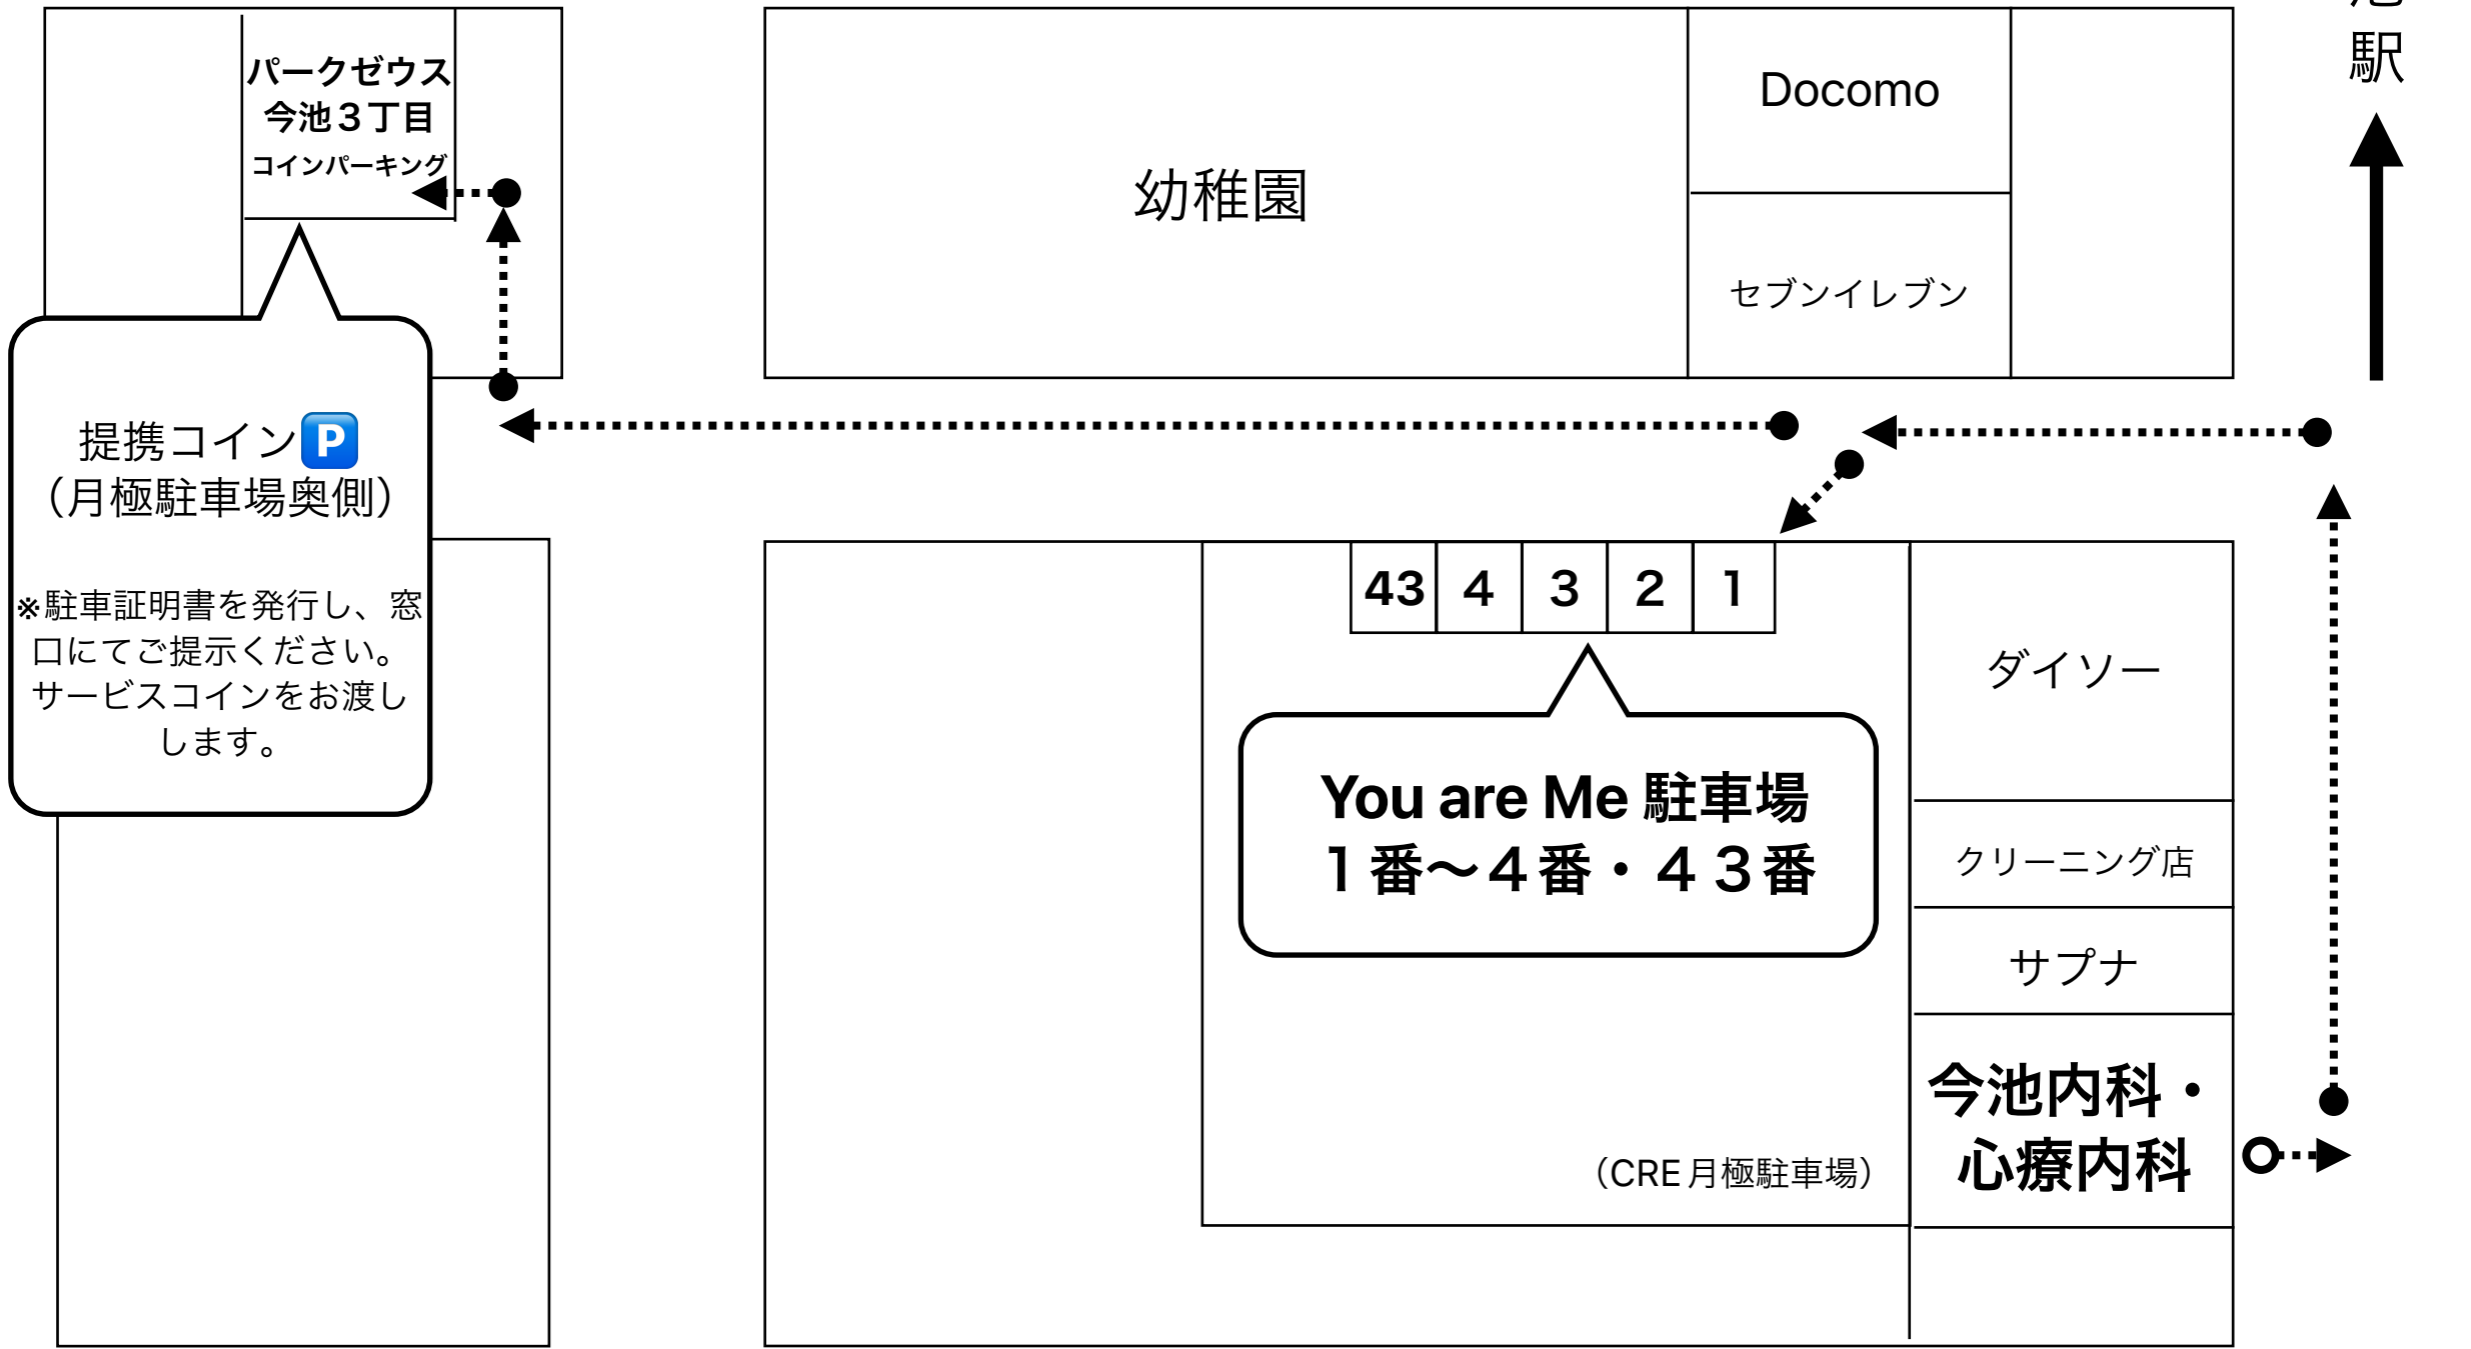 パークゼウス
今池３丁目
コインパーキング
幼稚園
Docomo
セブンイレブン
駅
提携コイン🅿️
（月極駐車場奥側）
※駐車証明書を発行し、窓
口にてご提示ください。
サービスコインをお渡し
します。
43 4 3 2 1
You are Me 駐車場
１番〜４番・４３番
（CRE月極駐車場）
ダイソー
クリーニング店
サプナ
今池内科・
心療内科